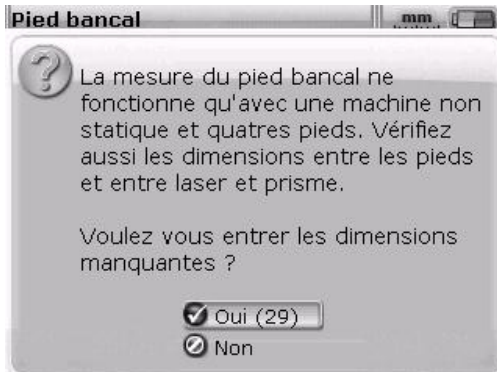 Pied bancal mm
La mesure du pied bancal ne
fonctionne qu'avec une machine non
statique et quatres pieds. Vérifiez
aussi les dimensions entre les pieds
et entre laser et prisme.
Voulez vous entrer les dimensions
manquantes ?
Oui (29)
Non